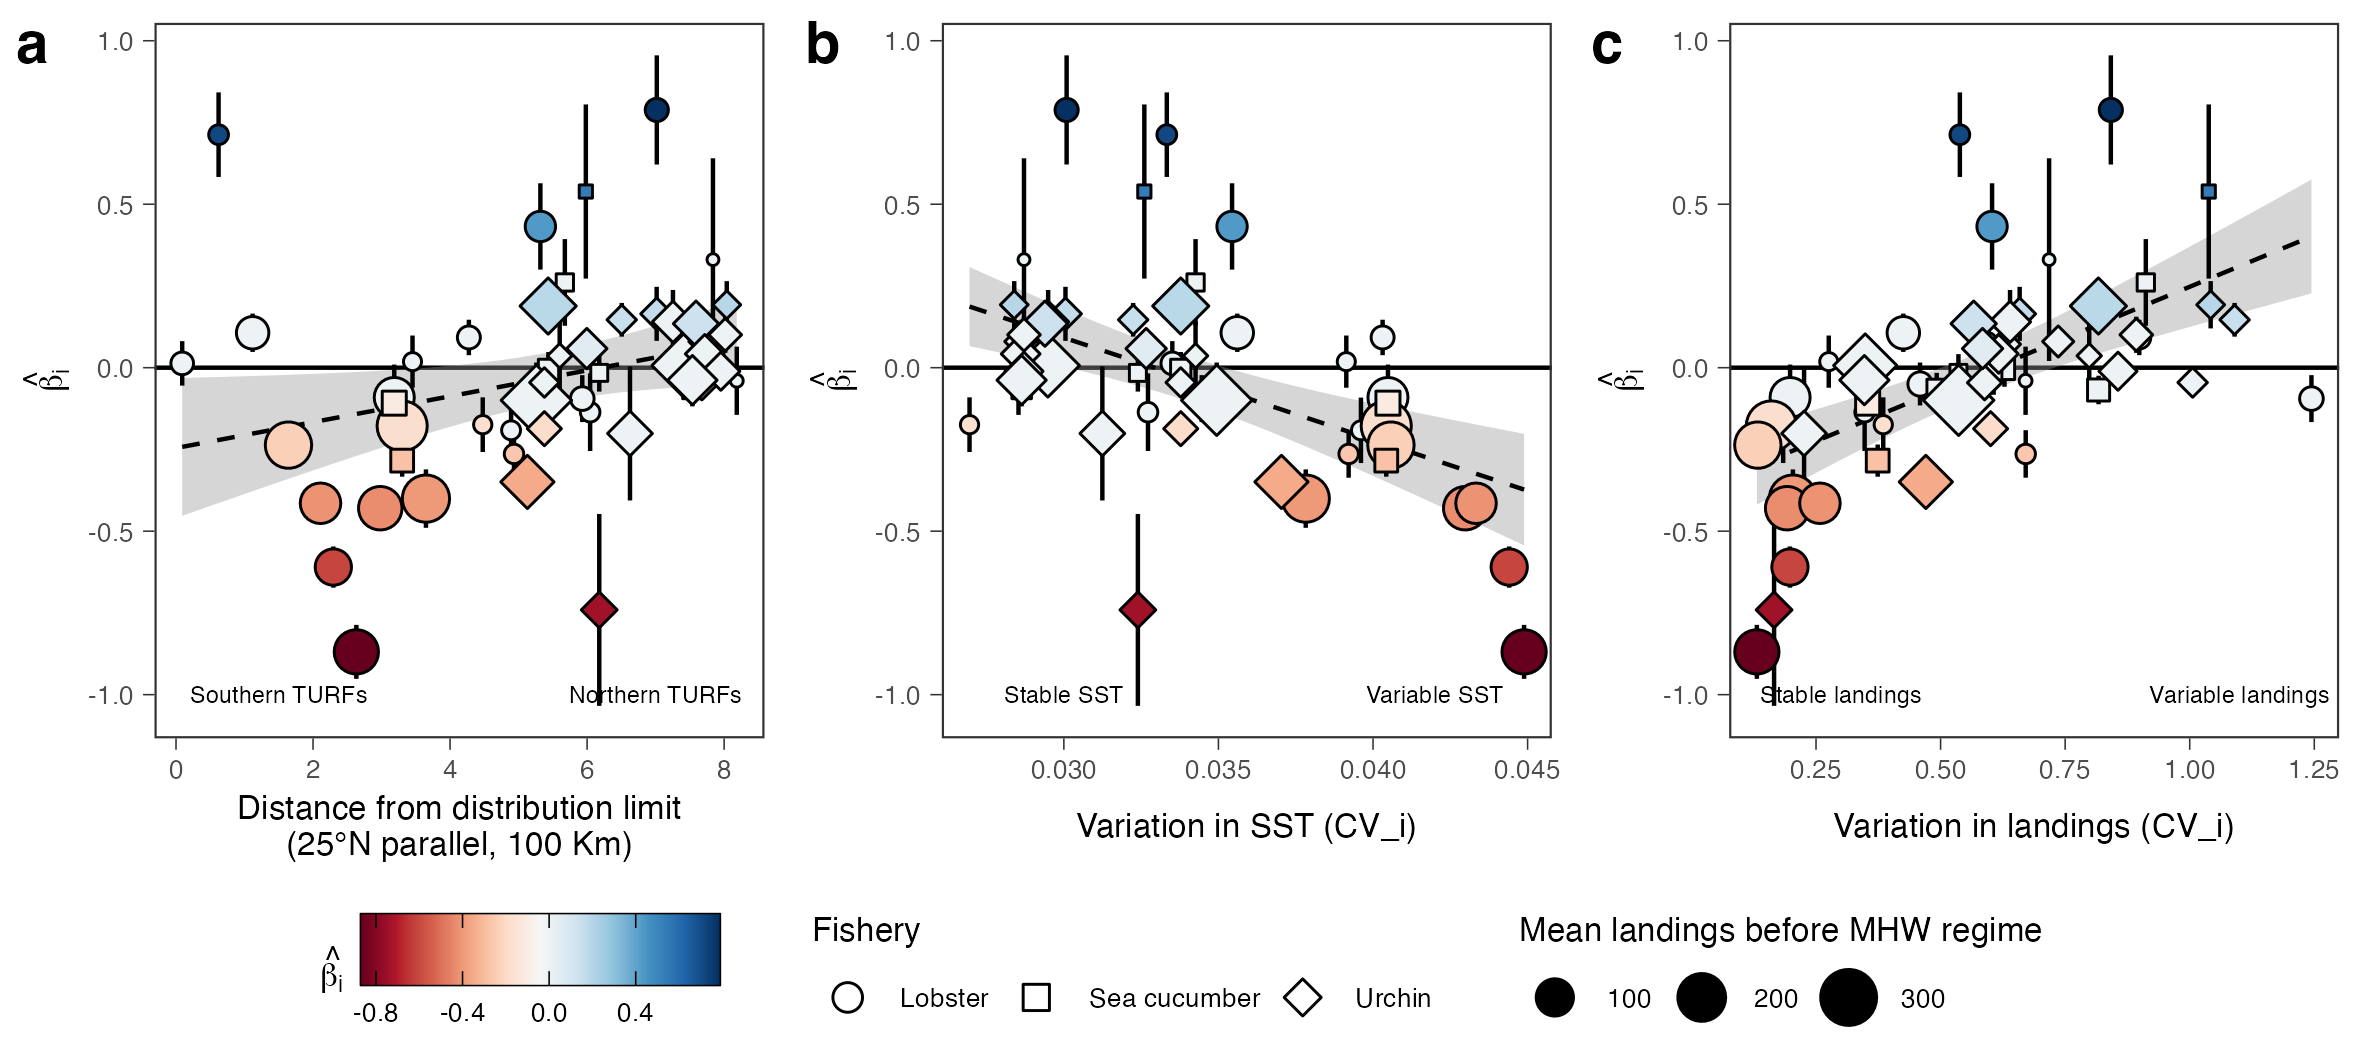 a
b
c
1.0
0.5
0.0
-0.5
-1.0
β̂i
Southern TURFs
Northern TURFs
0 2 4 6 8
Distance from distribution limit
(25°N parallel, 100 Km)
1.0
0.5
0.0
-0.5
-1.0
β̂i
Stable SST
Variable SST
0.030 0.035 0.040 0.045
Variation in SST (CV_i)
1.0
0.5
0.0
-0.5
-1.0
β̂i
Stable landings
Variable landings
0.25 0.50 0.75 1.00 1.25
Variation in landings (CV_i)
β̂i
-0.8 -0.4 0.0 0.4
Fishery
Lobster Sea cucumber Urchin
Mean landings before MHW regime
100 200 300